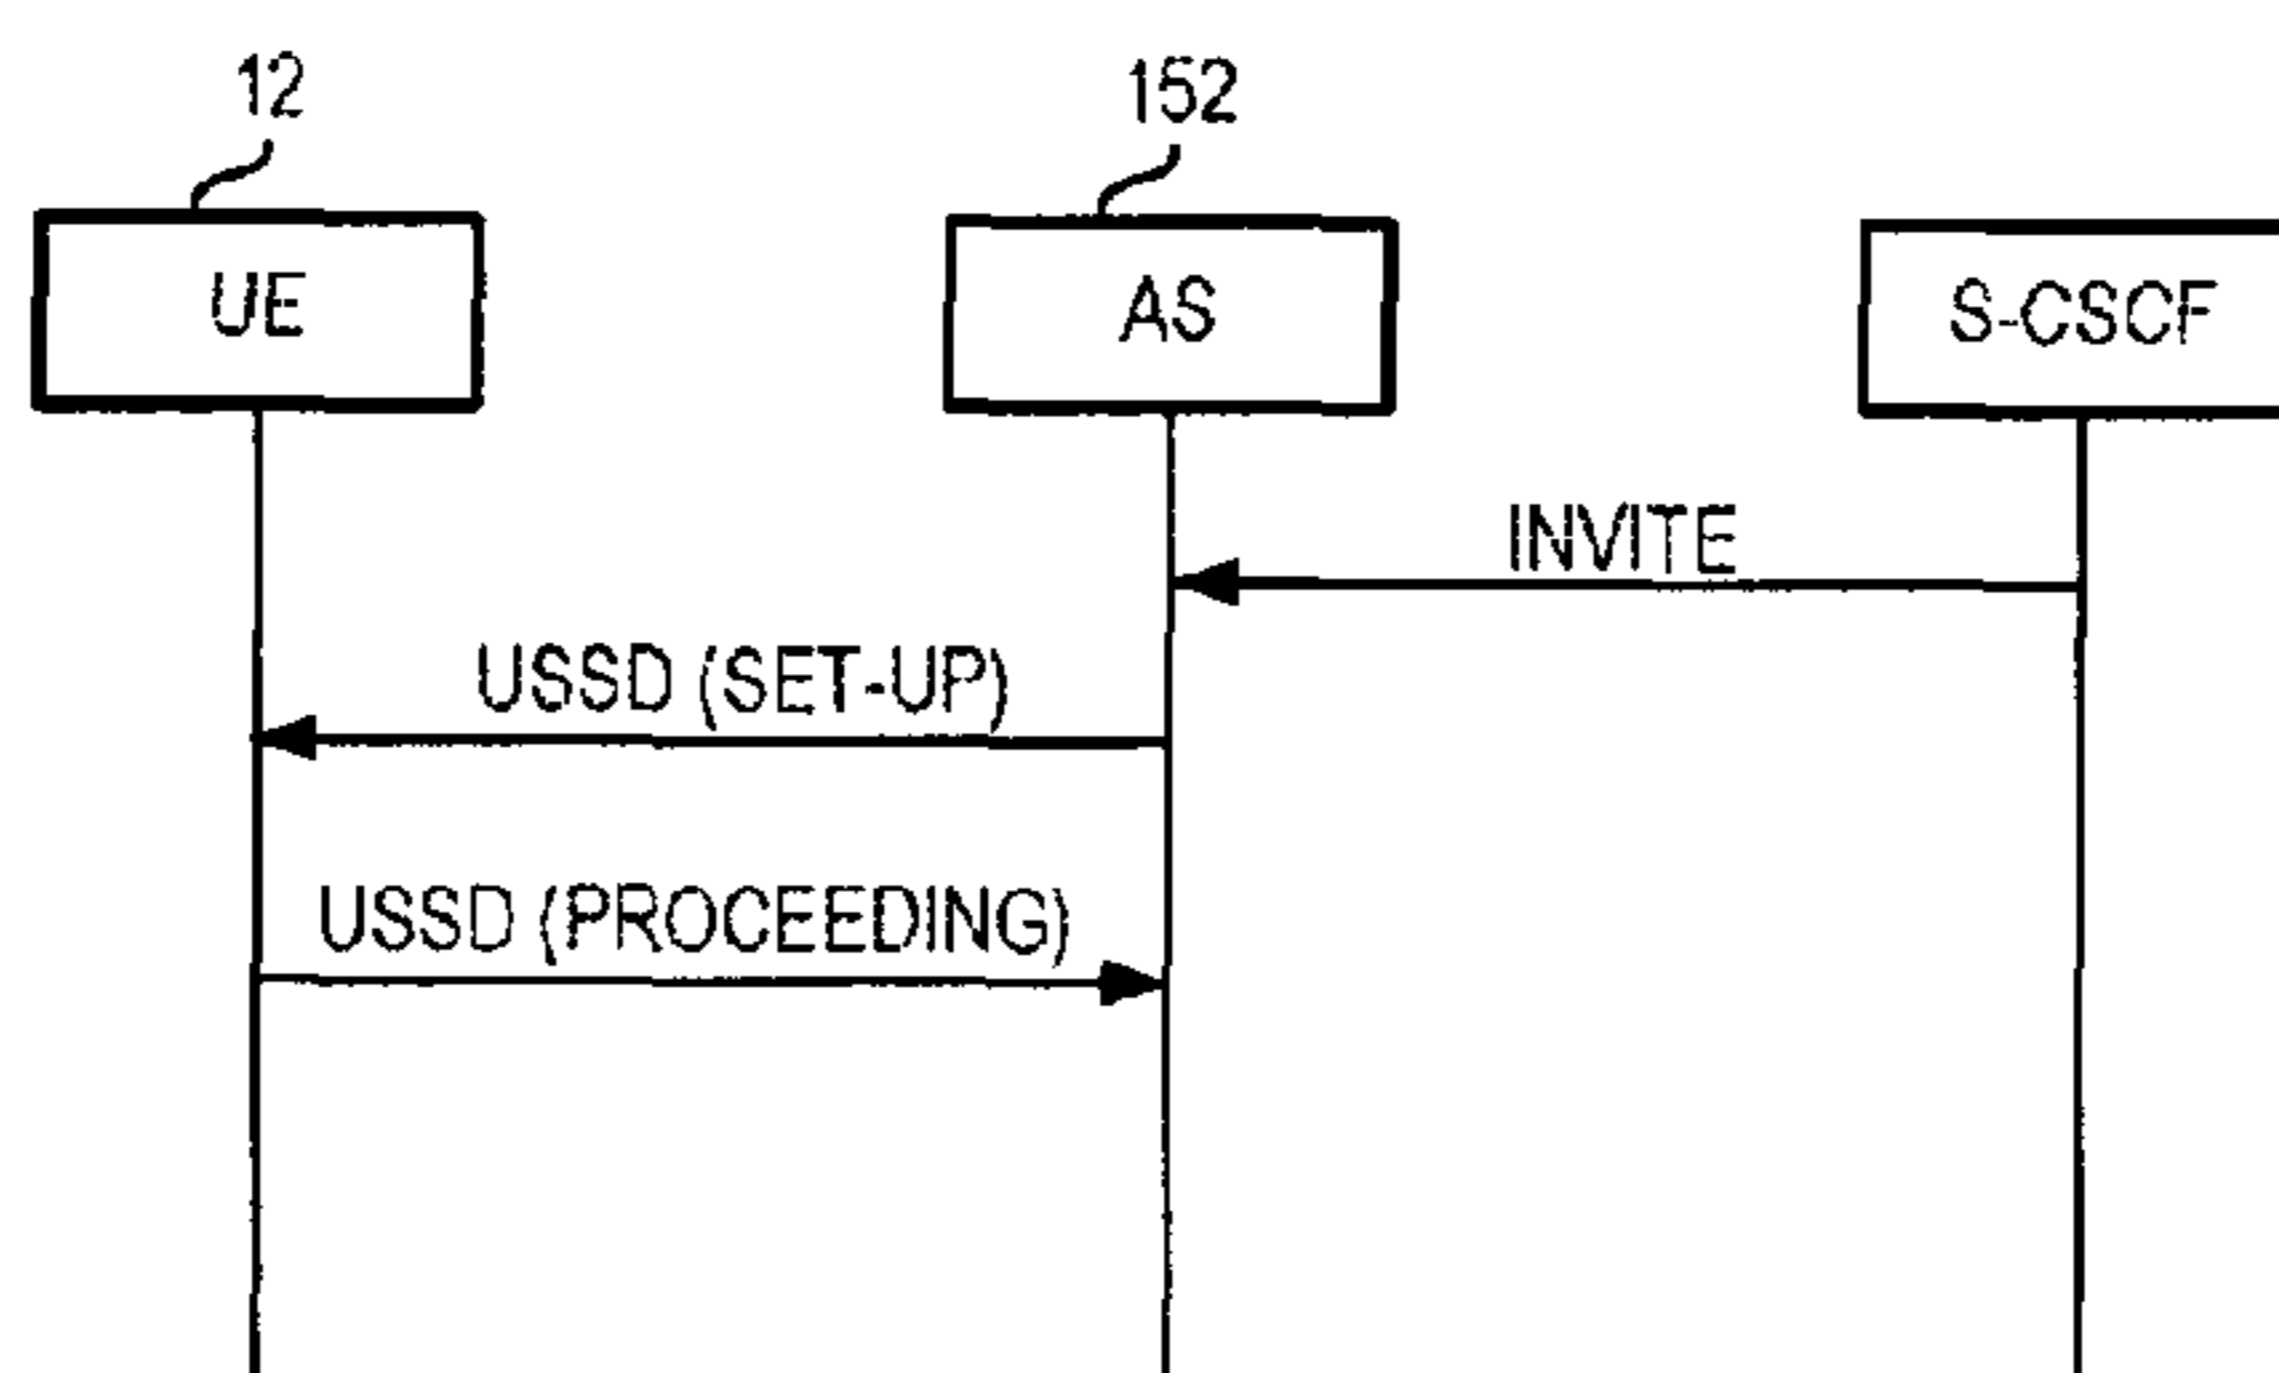 12
152
UE
AS
S-CSCF
INVITE
USSD (SET-UP)
USSD (PROCEEDING)